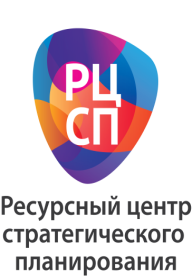 РЦ
СП
Ресурсный центр
стратегического
планирования